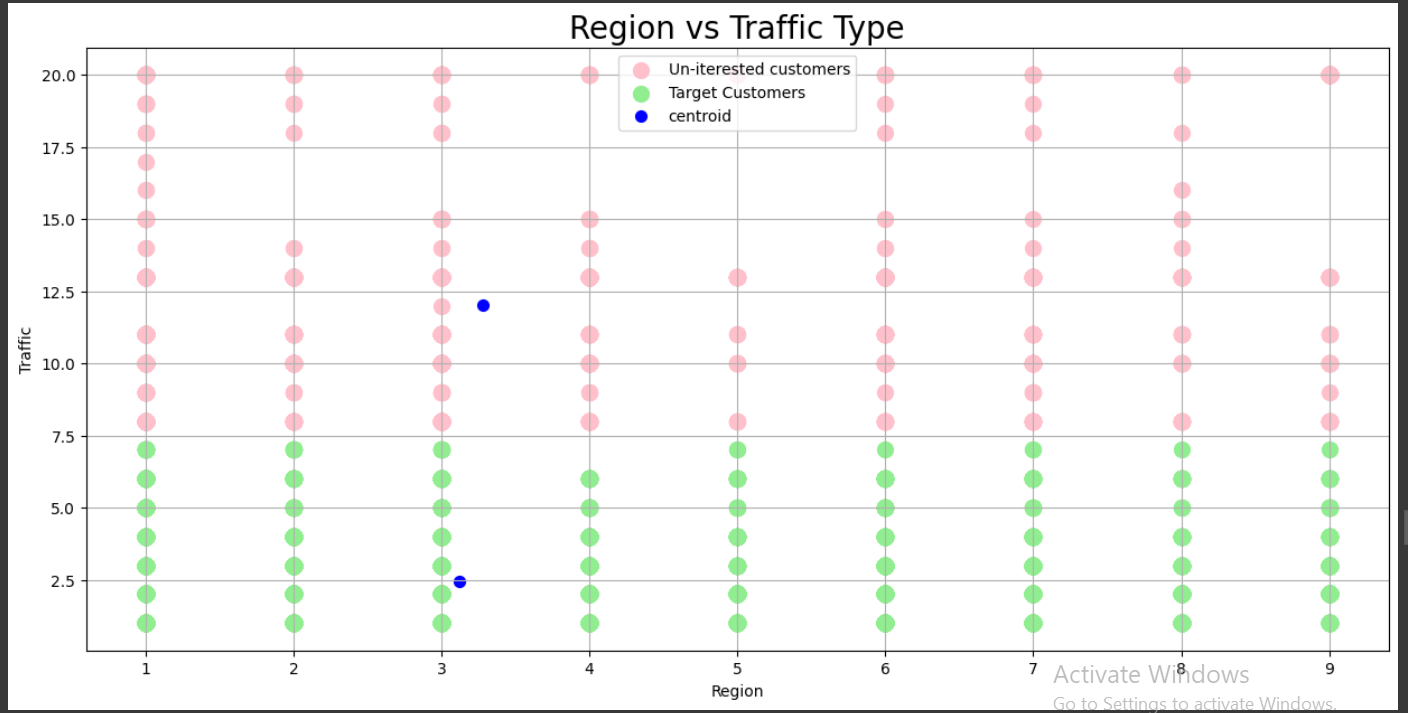 Region vs Traffic Type
Un-iterested customers
Target Customers
centroid
20.0
17.5
15.0
12.5
10.0
7.5
5.0
2.5
Traffic
1 2 3 4 5 6 7 8 9
Region
Activate Windows
Go to Settings to activate Windows.